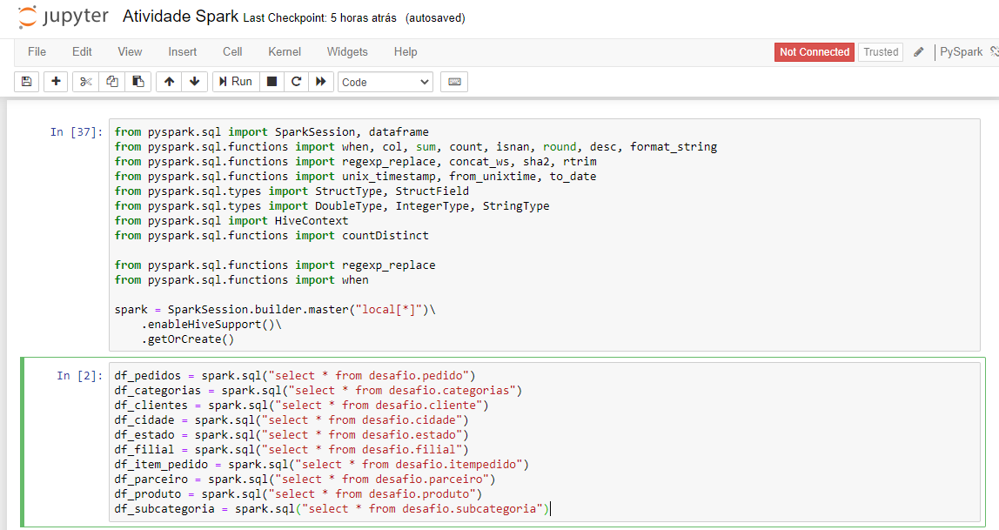 jupyter Atividade Spark Last Checkpoint: 5 horas atrás (autosaved)
File Edit View Insert Cell Kernel Widgets Help Not Connected Trusted PySpark
Run Code
In [37]:
from pyspark.sql import SparkSession, dataframe
from pyspark.sql.functions import when, col, sum, count, isnan, round, desc, format_string
from pyspark.sql.functions import regexp_replace, concat_ws, sha2, rtrim
from pyspark.sql.functions import unix_timestamp, from_unixtime, to_date
from pyspark.sql.types import StructType, StructField
from pyspark.sql.types import DoubleType, IntegerType, StringType
from pyspark.sql import HiveContext
from pyspark.sql.functions import countDistinct
from pyspark.sql.functions import regexp_replace
from pyspark.sql.functions import when
spark = SparkSession.builder.master("local[*]")\
.enableHiveSupport()\
.getOrCreate()
In [2]:
df_pedidos = spark.sql("select * from desafio.pedido")
df_categorias = spark.sql("select * from desafio.categorias")
df_clientes = spark.sql("select * from desafio.cliente")
df_cidade = spark.sql("select * from desafio.cidade")
df_estado = spark.sql("select * from desafio.estado")
df_filial = spark.sql("select * from desafio.filial")
df_item_pedido = spark.sql("select * from desafio.itempedido")
df_parceiro = spark.sql("select * from desafio.parceiro")
df_produto = spark.sql("select * from desafio.produto")
df_subcategoria = spark.sql("select * from desafio.subcategoria")